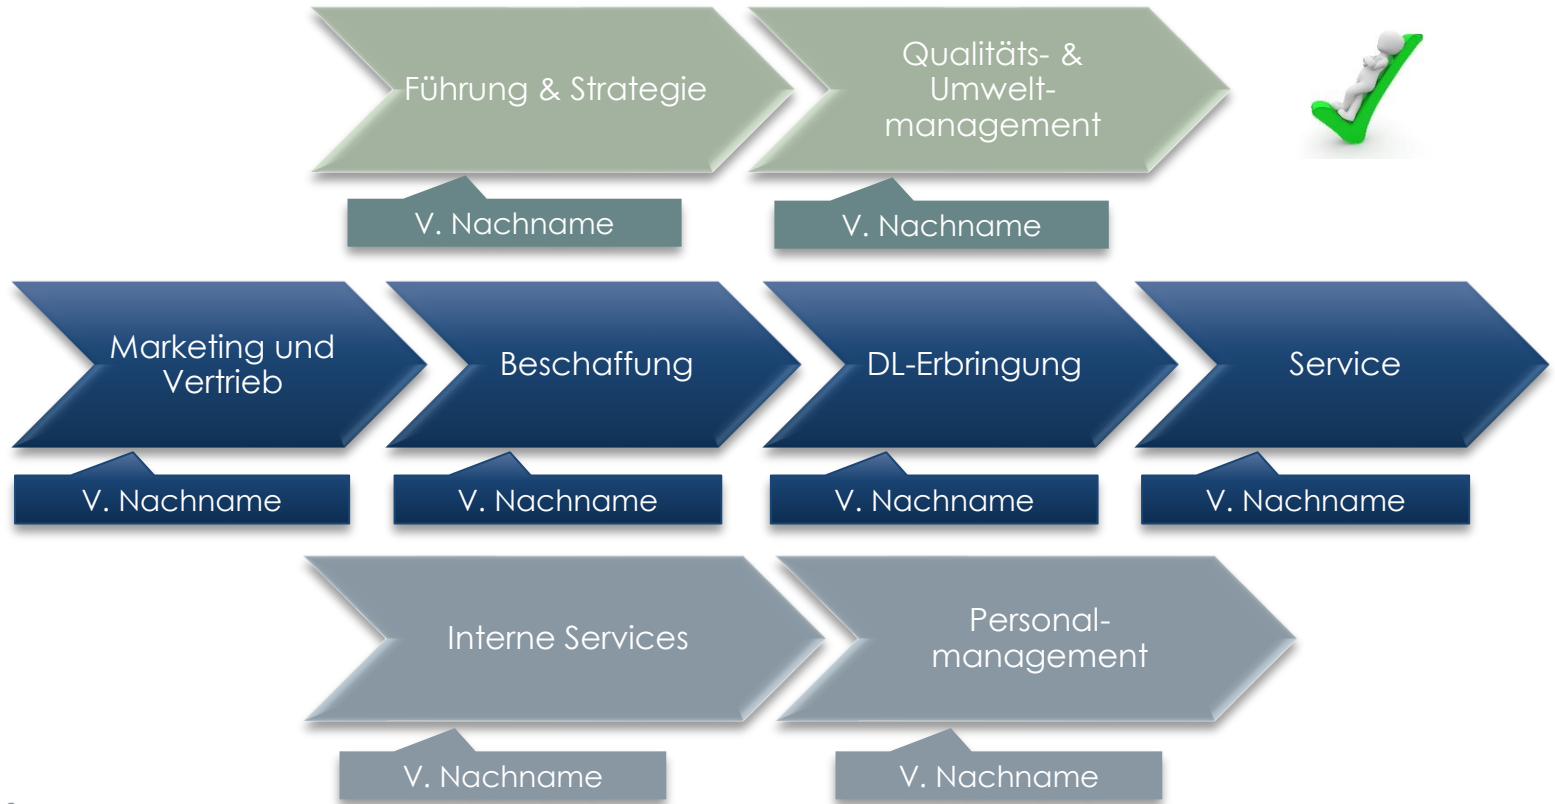 Führung & Strategie
Qualitäts- &
Umwelt-
management
V. Nachname
V. Nachname
Marketing und
Vertrieb
Beschaffung
DL-Erbringung
Service
V. Nachname
V. Nachname
V. Nachname
V. Nachname
Interne Services
Personal-
management
V. Nachname
V. Nachname